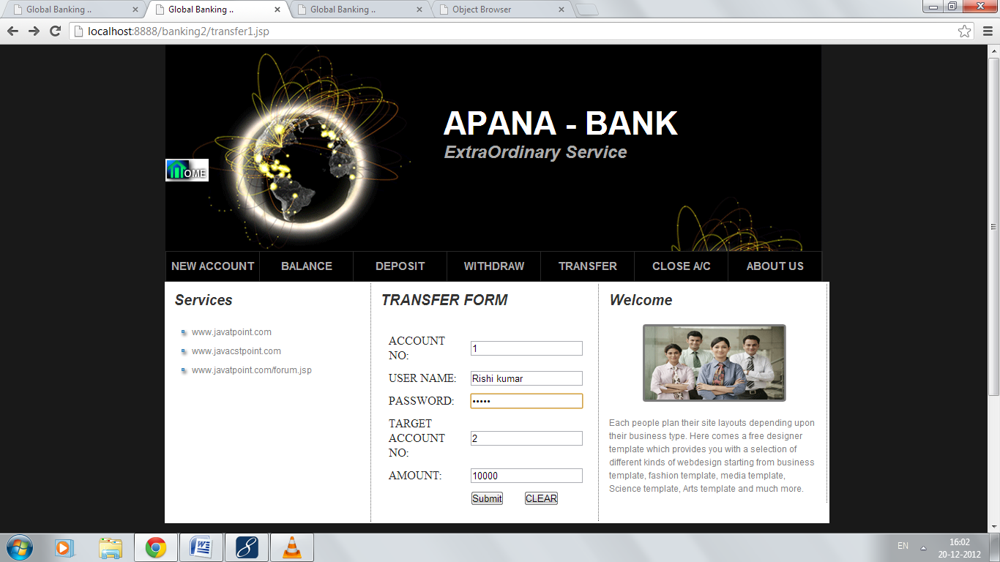 Global Banking ..
Global Banking ..
Global Banking ..
Object Browser
localhost:8888/banking2/transfer1.jsp
APANA - BANK
ExtraOrdinary Service
HOME
NEW ACCOUNT BALANCE DEPOSIT WITHDRAW TRANSFER CLOSE A/C ABOUT US
Services
www.javatpoint.com
www.javacstpoint.com
www.javatpoint.com/forum.jsp
TRANSFER FORM
ACCOUNT
NO:
1
USER NAME: Rishi kumar
PASSWORD: •••••
TARGET
ACCOUNT
NO:
2
AMOUNT: 10000
Submit CLEAR
Welcome
Each people plan their site layouts depending upon
their business type. Here comes a free designer
template which provides you with a selection of
different kinds of webdesign starting from business
template, fashion template, media template,
Science template, Arts template and much more.
EN
16:02
20-12-2012